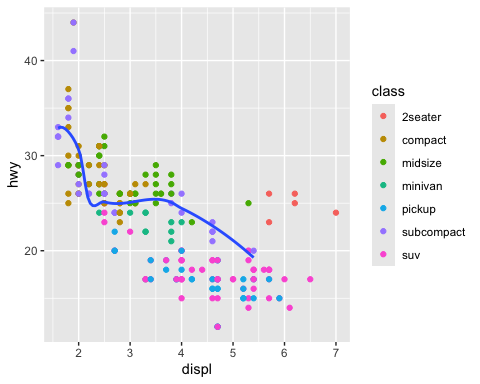 40
30
20
hwy
2 3 4 5 6 7
displ
class
2seater
compact
midsize
minivan
pickup
subcompact
suv